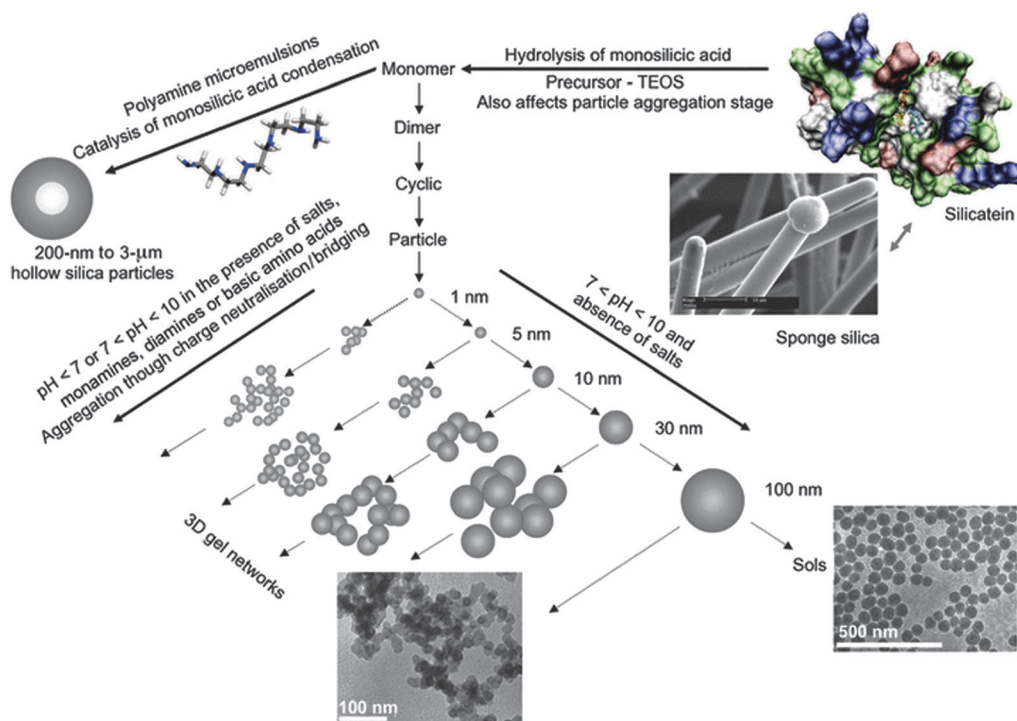 Polyamine microemulsions
Catalysis of monosilicic acid condensation
200-nm to 3-μm
hollow silica particles
Monomer
Dimer
Cyclic
Particle
Hydrolysis of monosilicic acid
Precursor - TEOS
Also affects particle aggregation stage
Silicatein
Sponge silica
pH < 7 or 7 < pH < 10 in the presence of salts,
monamines, diamines or basic amino acids
Aggregation though charge neutralisation/bridging
7 < pH < 10 and
absence of salts
1 nm
5 nm
10 nm
30 nm
100 nm
3D gel networks
Sols
100 nm
500 nm